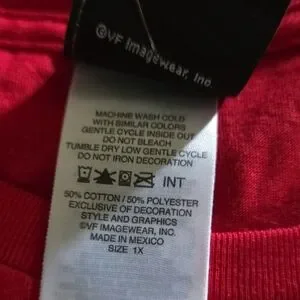 ©VF Imagewear, Inc
MACHINE WASH COLD
WITH SIMILAR COLORS
GENTLE CYCLE INSIDE OUT
DO NOT BLEACH
TUMBLE DRY LOW GENTLE CYCLE
DO NOT IRON DECORATION
INT
50% COTTON / 50% POLYESTER
EXCLUSIVE OF DECORATION
STYLE AND GRAPHICS
©VF IMAGEWEAR, INC.
MADE IN MEXICO
SIZE 1X